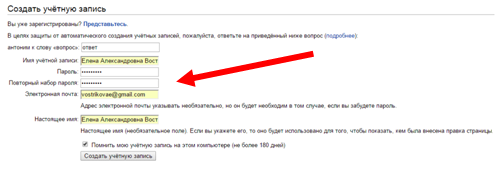 Создать учётную запись
Вы уже зарегистрированы? Представьтесь.
В целях защиты от автоматического создания учётных записей, пожалуйста, ответьте на приведённый ниже вопрос (подробнее):
антоним к слову «вопрос» ответ
Имя учётной записи: Елена Александровна Вост
Пароль: •••••••••
Повторный набор пароля: •••••••••
Электронная почта: vostrikovae@gmail.com
Адрес электронной почты указывать необязательно, но он будет необходим в том случае, если вы забудете пароль.
Настоящее имя: Елена Александровна Вост
Настоящее имя (необязательное поле). Если вы укажете его, то оно будет использовано для того, чтобы показать, кем была внесена правка страницы.
Помнить мою учётную запись на этом компьютере (не более 180 дней)
Создать учётную запись